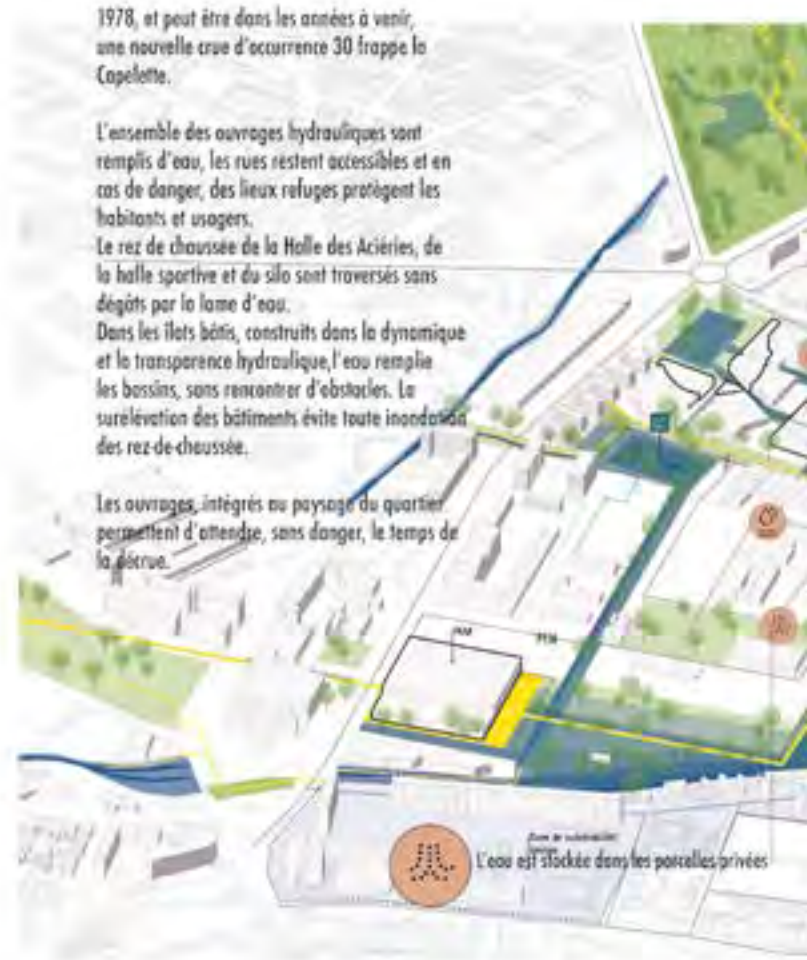 1978, et peut être dans les années à venir,
une nouvelle crue d'occurrence 30 frappe la
Capelette.
L'ensemble des ouvrages hydrauliques sont
remplis d'eau, les rues restent accessibles et en
cas de danger, des lieux refuges protègent les
habitants et usagers.
Le rez de chaussée de la Halle des Aciéries, de
la halle sportive et du silo sont traversés sans
dégâts par la lame d'eau.
Dans les îlots bâtis, construits dans la dynamique
et la transparence hydraulique,l'eau remplie
les bassins, sans rencontrer d'obstacles. La
surélévation des bâtiments évite toute inondation
des rez-de-chaussée.
Les ouvrages, intégrés au paysage du quartier
permettent d'attendre, sans danger, le temps de
la décrue.
L'eau est stockée dans les parcelles privées